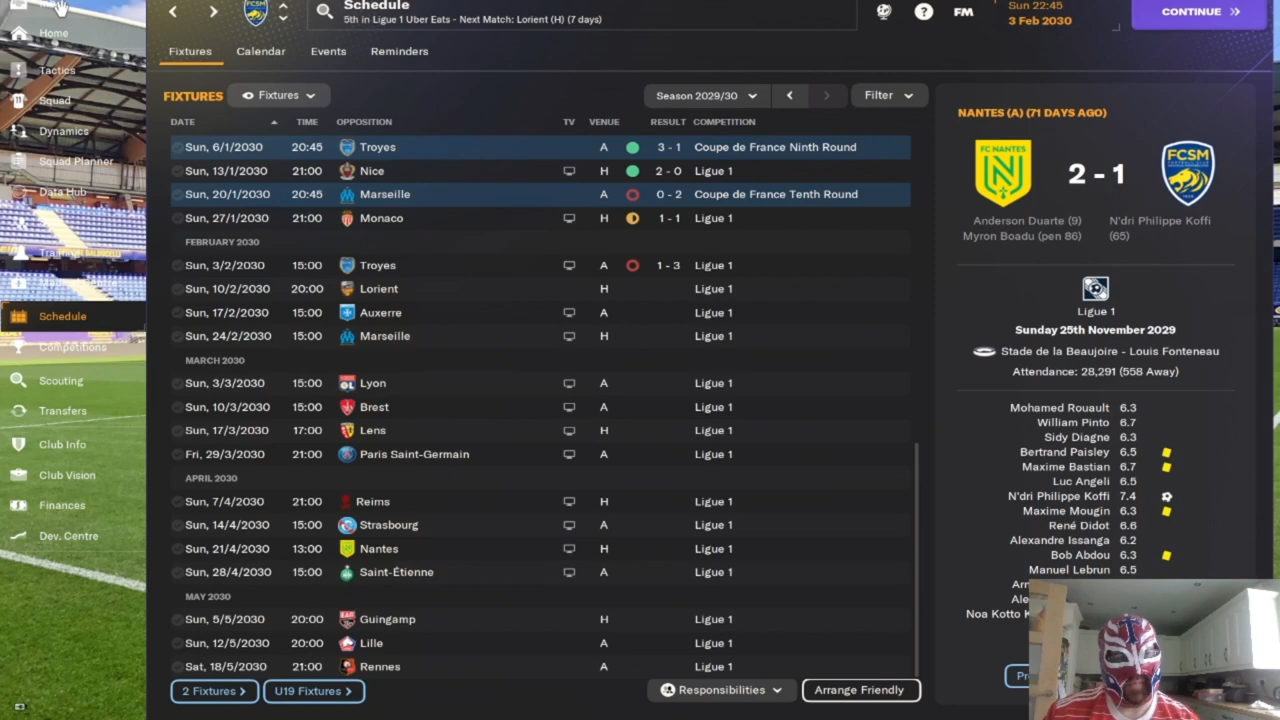 Schedule
5th in Ligue 1 Uber Eats - Next Match: Lorient (H) (7 days)
FM
Sun 22:45
3 Feb 2030
CONTINUE
Home
Tactics
Squad
Dynamics
Squad Planner
Data Hub
Schedule
Competitions
Scouting
Transfers
Club Info
Club Vision
Finances
Dev. Centre
Fixtures Calendar Events Reminders
FIXTURES Fixtures Season 2029/30 Filter
DATE TIME OPPOSITION TV VENUE RESULT COMPETITION
Sun, 6/1/2030 20:45 Troyes A 3 - 1 Coupe de France Ninth Round
Sun, 13/1/2030 21:00 Nice H 2 - 0 Ligue 1
Sun, 20/1/2030 20:45 Marseille A 0 - 2 Coupe de France Tenth Round
Sun, 27/1/2030 21:00 Monaco H 1 - 1 Ligue 1
FEBRUARY 2030
Sun, 3/2/2030 15:00 Troyes A 1 - 3 Ligue 1
Sun, 10/2/2030 20:00 Lorient H Ligue 1
Sun, 17/2/2030 15:00 Auxerre A Ligue 1
Sun, 24/2/2030 15:00 Marseille H Ligue 1
MARCH 2030
Sun, 3/3/2030 15:00 Lyon A Ligue 1
Sun, 10/3/2030 15:00 Brest A Ligue 1
Sun, 17/3/2030 17:00 Lens H Ligue 1
Fri, 29/3/2030 21:00 Paris Saint-Germain A Ligue 1
APRIL 2030
Sun, 7/4/2030 21:00 Reims H Ligue 1
Sun, 14/4/2030 15:00 Strasbourg A Ligue 1
Sun, 21/4/2030 13:00 Nantes H Ligue 1
Sun, 28/4/2030 15:00 Saint-Étienne A Ligue 1
MAY 2030
Sun, 5/5/2030 20:00 Guingamp H Ligue 1
Sun, 12/5/2030 20:00 Lille A Ligue 1
Sat, 18/5/2030 21:00 Rennes A Ligue 1
2 Fixtures > U19 Fixtures > Responsibilities Arrange Friendly
NANTES (A) (71 DAYS AGO)
FC NANTES
FCSM
2 - 1
Anderson Duarte (9)
Myron Boadu (pen 86)
N'dri Philippe Koffi
(65)
Ligue 1
Sunday 25th November 2029
Stade de la Beaujoire - Louis Fonteneau
Attendance: 28,291 (558 Away)
Mohamed Rouault 6.3
William Pinto 6.7
Sidy Diagne 6.3
Bertrand Paisley 6.5
Maxime Bastian 6.7
Luc Angeli 6.5
N'dri Philippe Koffi 7.4
Maxime Mougin 6.3
René Didot 6.6
Alexandre Issanga 6.2
Bob Abdou 6.3
Manuel Lebrun 6.5
Noa Kotto